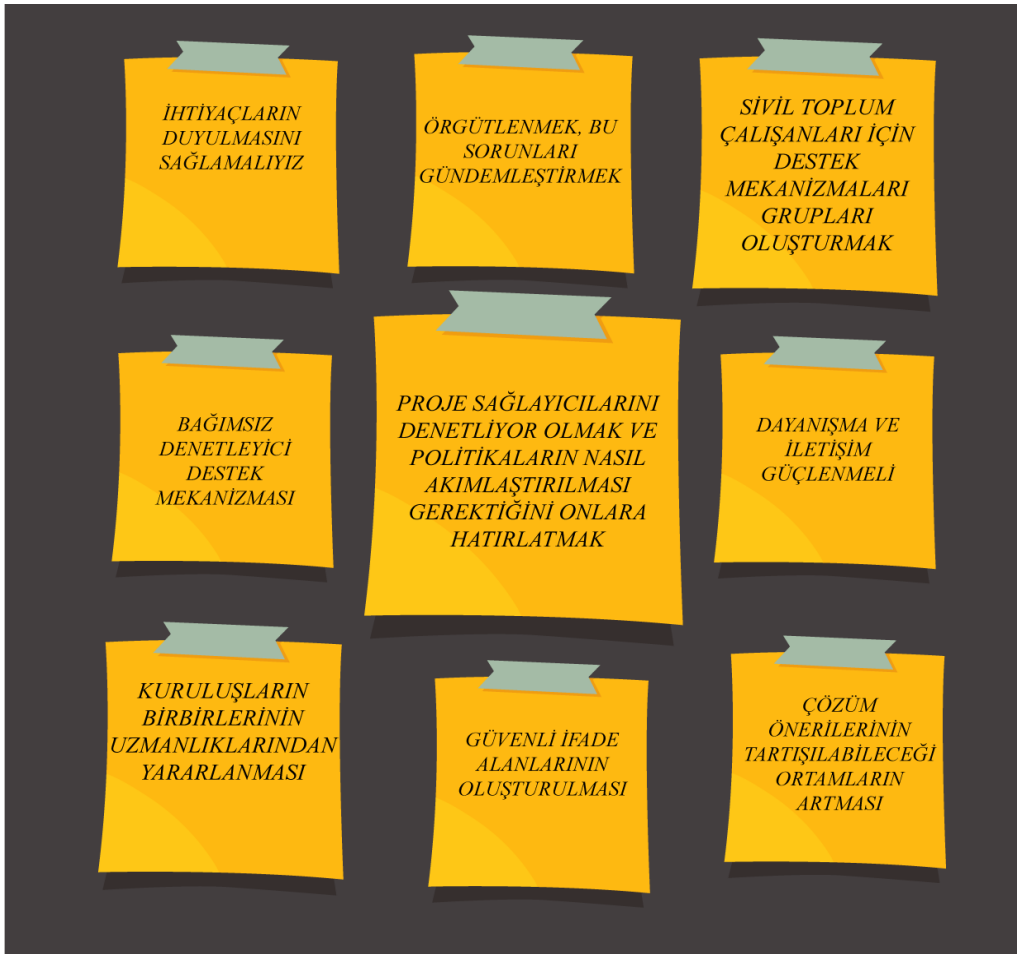 İHTİYAÇLARIN
DUYULMASINI
SAĞLAMALIYIZ
ÖRGÜTLENMEK, BU
SORUNLARI
GÜNDEMLEŞTİRMEK
SİVİL TOPLUM
ÇALIŞANLARI İÇİN
DESTEK
MEKANİZMALARI
GRUPLARI
OLUŞTURMAK
BAĞIMSIZ
DENETLEYİCİ
DESTEK
MEKANİZMASI
PROJE SAĞLAYICILARINI
DENETLİYOR OLMAK VE
POLİTİKALARIN NASIL
AKIMLAŞTIRILMASI
GEREKTİĞİNİ ONLARA
HATIRLATMAK
DAYANIŞMA VE
İLETİŞİM
GÜÇLENMELİ
KURULUŞLARIN
BİRBİRLERİNİN
UZMANLIKLARINDAN
YARARLANMASI
GÜVENLİ İFADE
ALANLARININ
OLUŞTURULMASI
ÇÖZÜM
ÖNERİLERİNİN
TARTIŞILABİLECEĞİ
ORTAMLARIN
ARTMASI